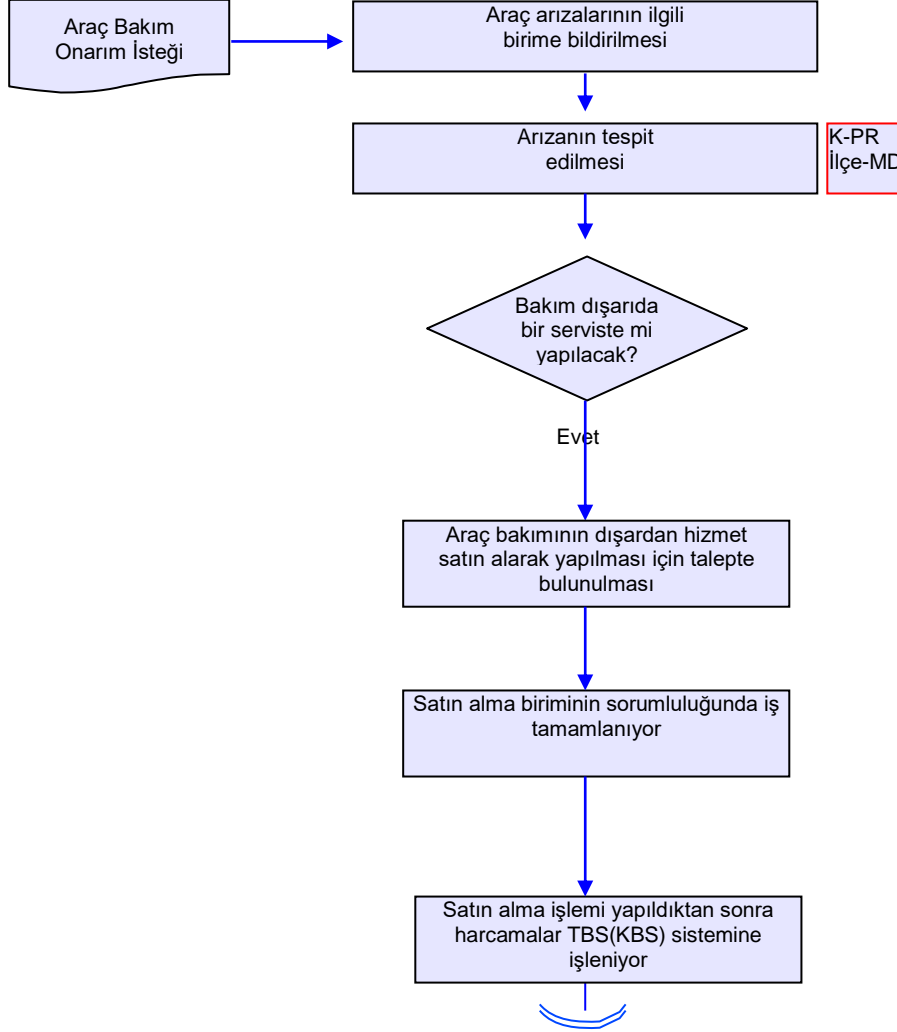 Araç Bakım
Onarım İsteği
Araç arızalarının ilgili
birime bildirilmesi
Arızanın tespit
edilmesi
K-PR
İlçe-MD
Bakım dışarıda
bir serviste mi
yapılacak?
Evet
Araç bakımının dışardan hizmet
satın alarak yapılması için talepte
bulunulması
Satın alma biriminin sorumluluğunda iş
tamamlanıyor
Satın alma işlemi yapıldıktan sonra
harcamalar TBS(KBS) sistemine
işleniyor